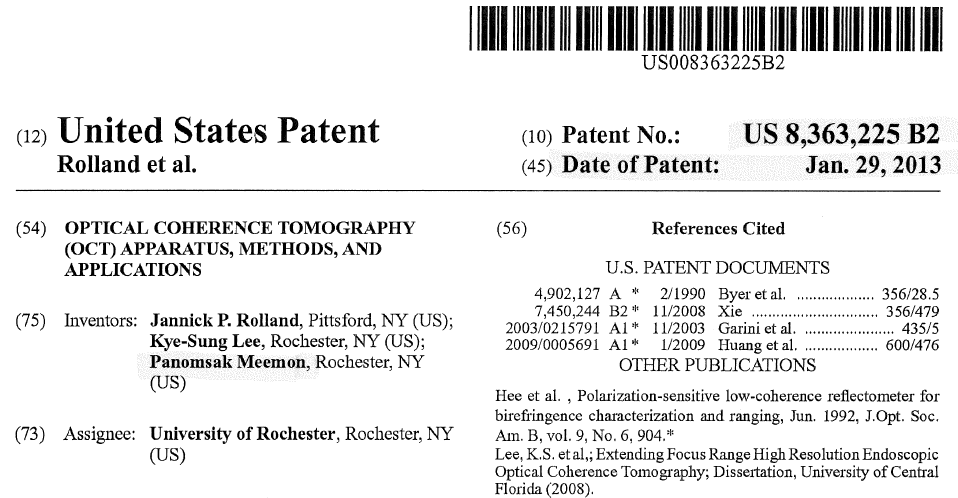 US008363225B2
(12) United States Patent
Rolland et al.
(10) Patent No.: US 8,363,225 B2
(45) Date of Patent: Jan. 29, 2013
(54) OPTICAL COHERENCE TOMOGRAPHY
(OCT) APPARATUS, METHODS, AND
APPLICATIONS
(75) Inventors: Jannick P. Rolland, Pittsford, NY (US);
Kye-Sung Lee, Rochester, NY (US);
Panomsak Meemon, Rochester, NY
(US)
(73) Assignee: University of Rochester, Rochester, NY
(US)
(56) References Cited
U.S. PATENT DOCUMENTS
4,902,127 A * 2/1990 Byer et al. .................. 356/28.5
7,450,244 B2 * 11/2008 Xie ............................. 356/479
2003/0215791 A1 * 11/2003 Garini et al. .................... 435/5
2009/0005691 A1 * 1/2009 Huang et al. ................ 600/476
OTHER PUBLICATIONS
Hee et al. , Polarization-sensitive low-coherence reflectometer for
birefringence characterization and ranging, Jun. 1992, J.Opt. Soc.
Am. B, vol. 9, No. 6, 904.*
Lee, K.S. et al,; Extending Focus Range High Resolution Endoscopic
Optical Coherence Tomography; Dissertation, University of Central
Florida (2008).